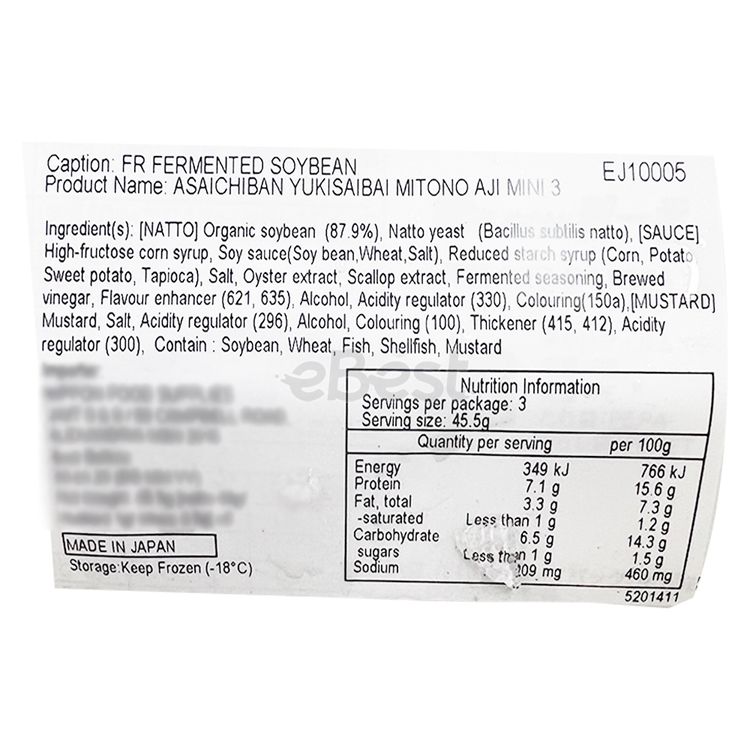 Caption: FR FERMENTED SOYBEAN
EJ10005
Product Name: ASAICHIBAN YUKISAIBAI MITONO AJI MINI 3
Ingredient(s): [NATTO] Organic soybean (87.9%), Natto yeast (Bacillus subtilis natto), [SAUCE]
High-fructose corn syrup, Soy sauce(Soy bean,Wheat,Salt), Reduced starch syrup (Corn, Potato,
Sweet potato, Tapioca), Salt, Oyster extract, Scallop extract, Fermented seasoning, Brewed
vinegar, Flavour enhancer (621, 635), Alcohol, Acidity regulator (330), Colouring(150a),[MUSTARD]
Mustard, Salt, Acidity regulator (296), Alcohol, Colouring (100), Thickener (415, 412), Acidity
regulator (300), Contain : Soybean, Wheat, Fish, Shellfish, Mustard
eBest
Nutrition Information
Servings per package: 3
Serving size: 45.5g
Quantity per serving per 100g
Energy 349 kJ 766 kJ
Protein 7.1 g 15.6 g
Fat, total 3.3 g 7.3 g
-saturated Less than 1 g 1.2 g
Carbohydrate 6.5 g 14.3 g
sugars Less than 1 g 1.5 g
Sodium 209 mg 460 mg
5201411
MADE IN JAPAN
Storage:Keep Frozen (-18°C)